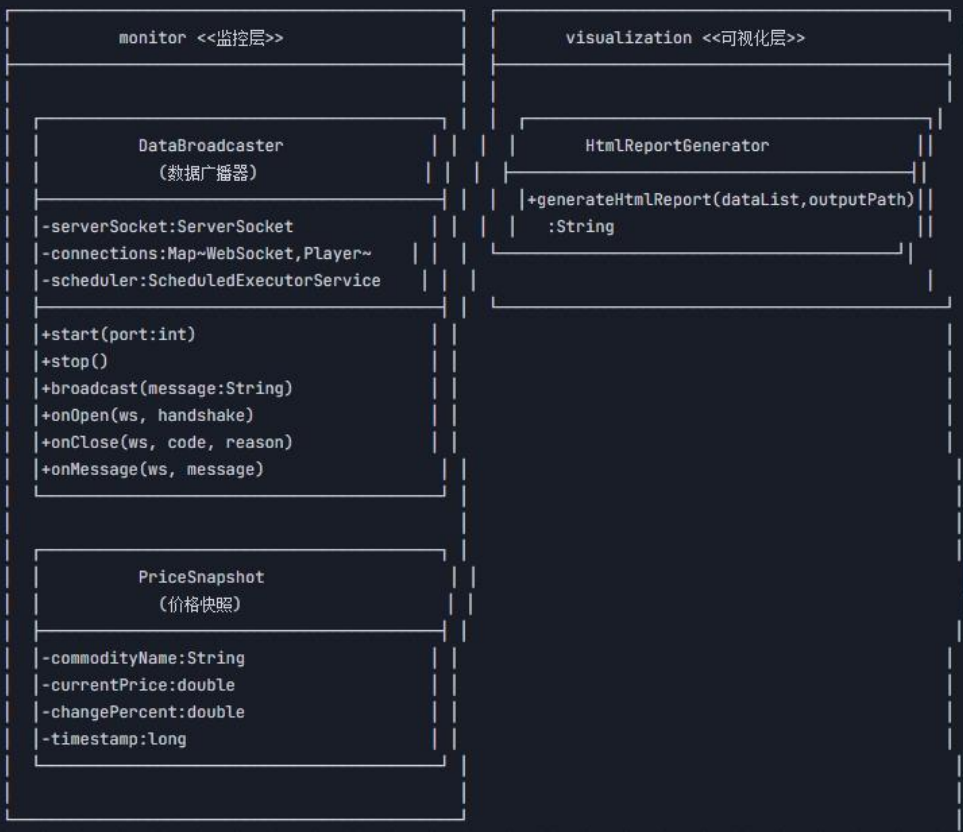 monitor <<监控层>>
visualization <<可视化层>>
DataBroadcaster
(数据广播器)
-serverSocket:ServerSocket
-connections:Map~WebSocket,Player~
-scheduler:ScheduledExecutorService
+start(port:int)
+stop()
+broadcast(message:String)
+onOpen(ws, handshake)
+onClose(ws, code, reason)
+onMessage(ws, message)
PriceSnapshot
(价格快照)
-commodityName:String
-currentPrice:double
-changePercent:double
-timestamp:long
HtmlReportGenerator
+generateHtmlReport(dataList,outputPath)
:String